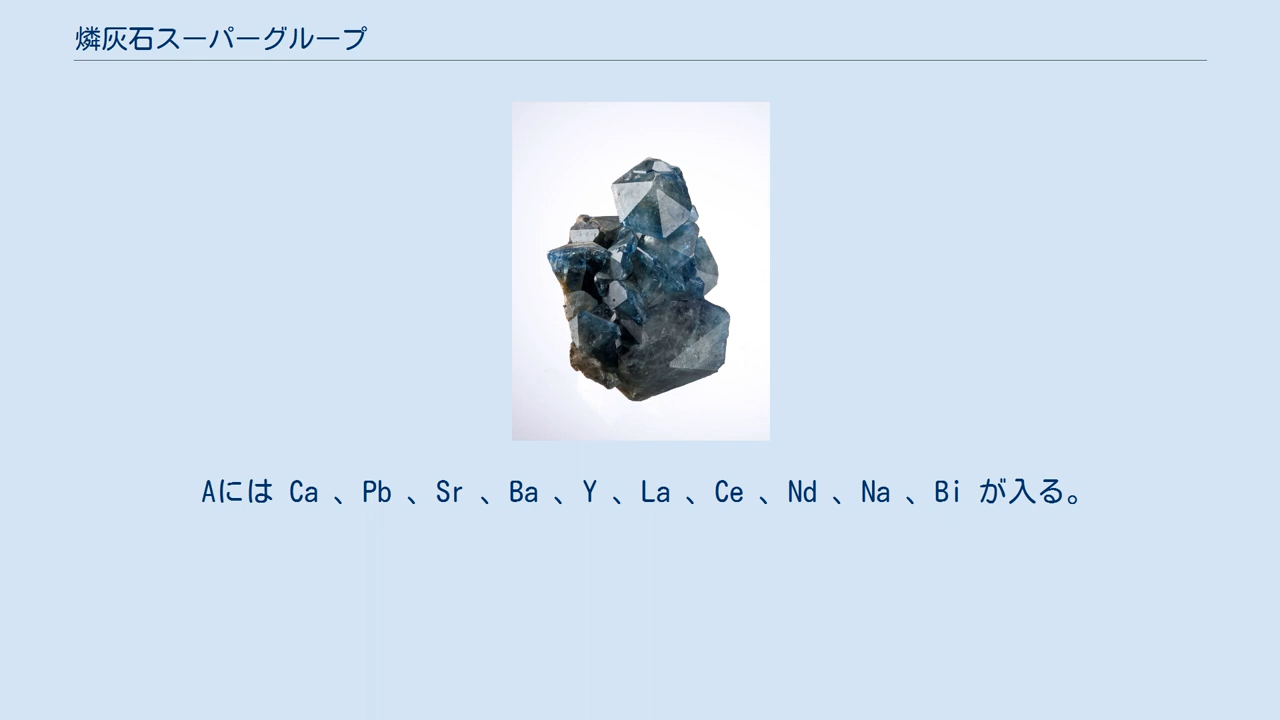 燐灰石スーパーグループ
Aには Ca 、Pb 、Sr 、Ba 、Y 、La 、Ce 、Nd 、Na 、Bi が入る。